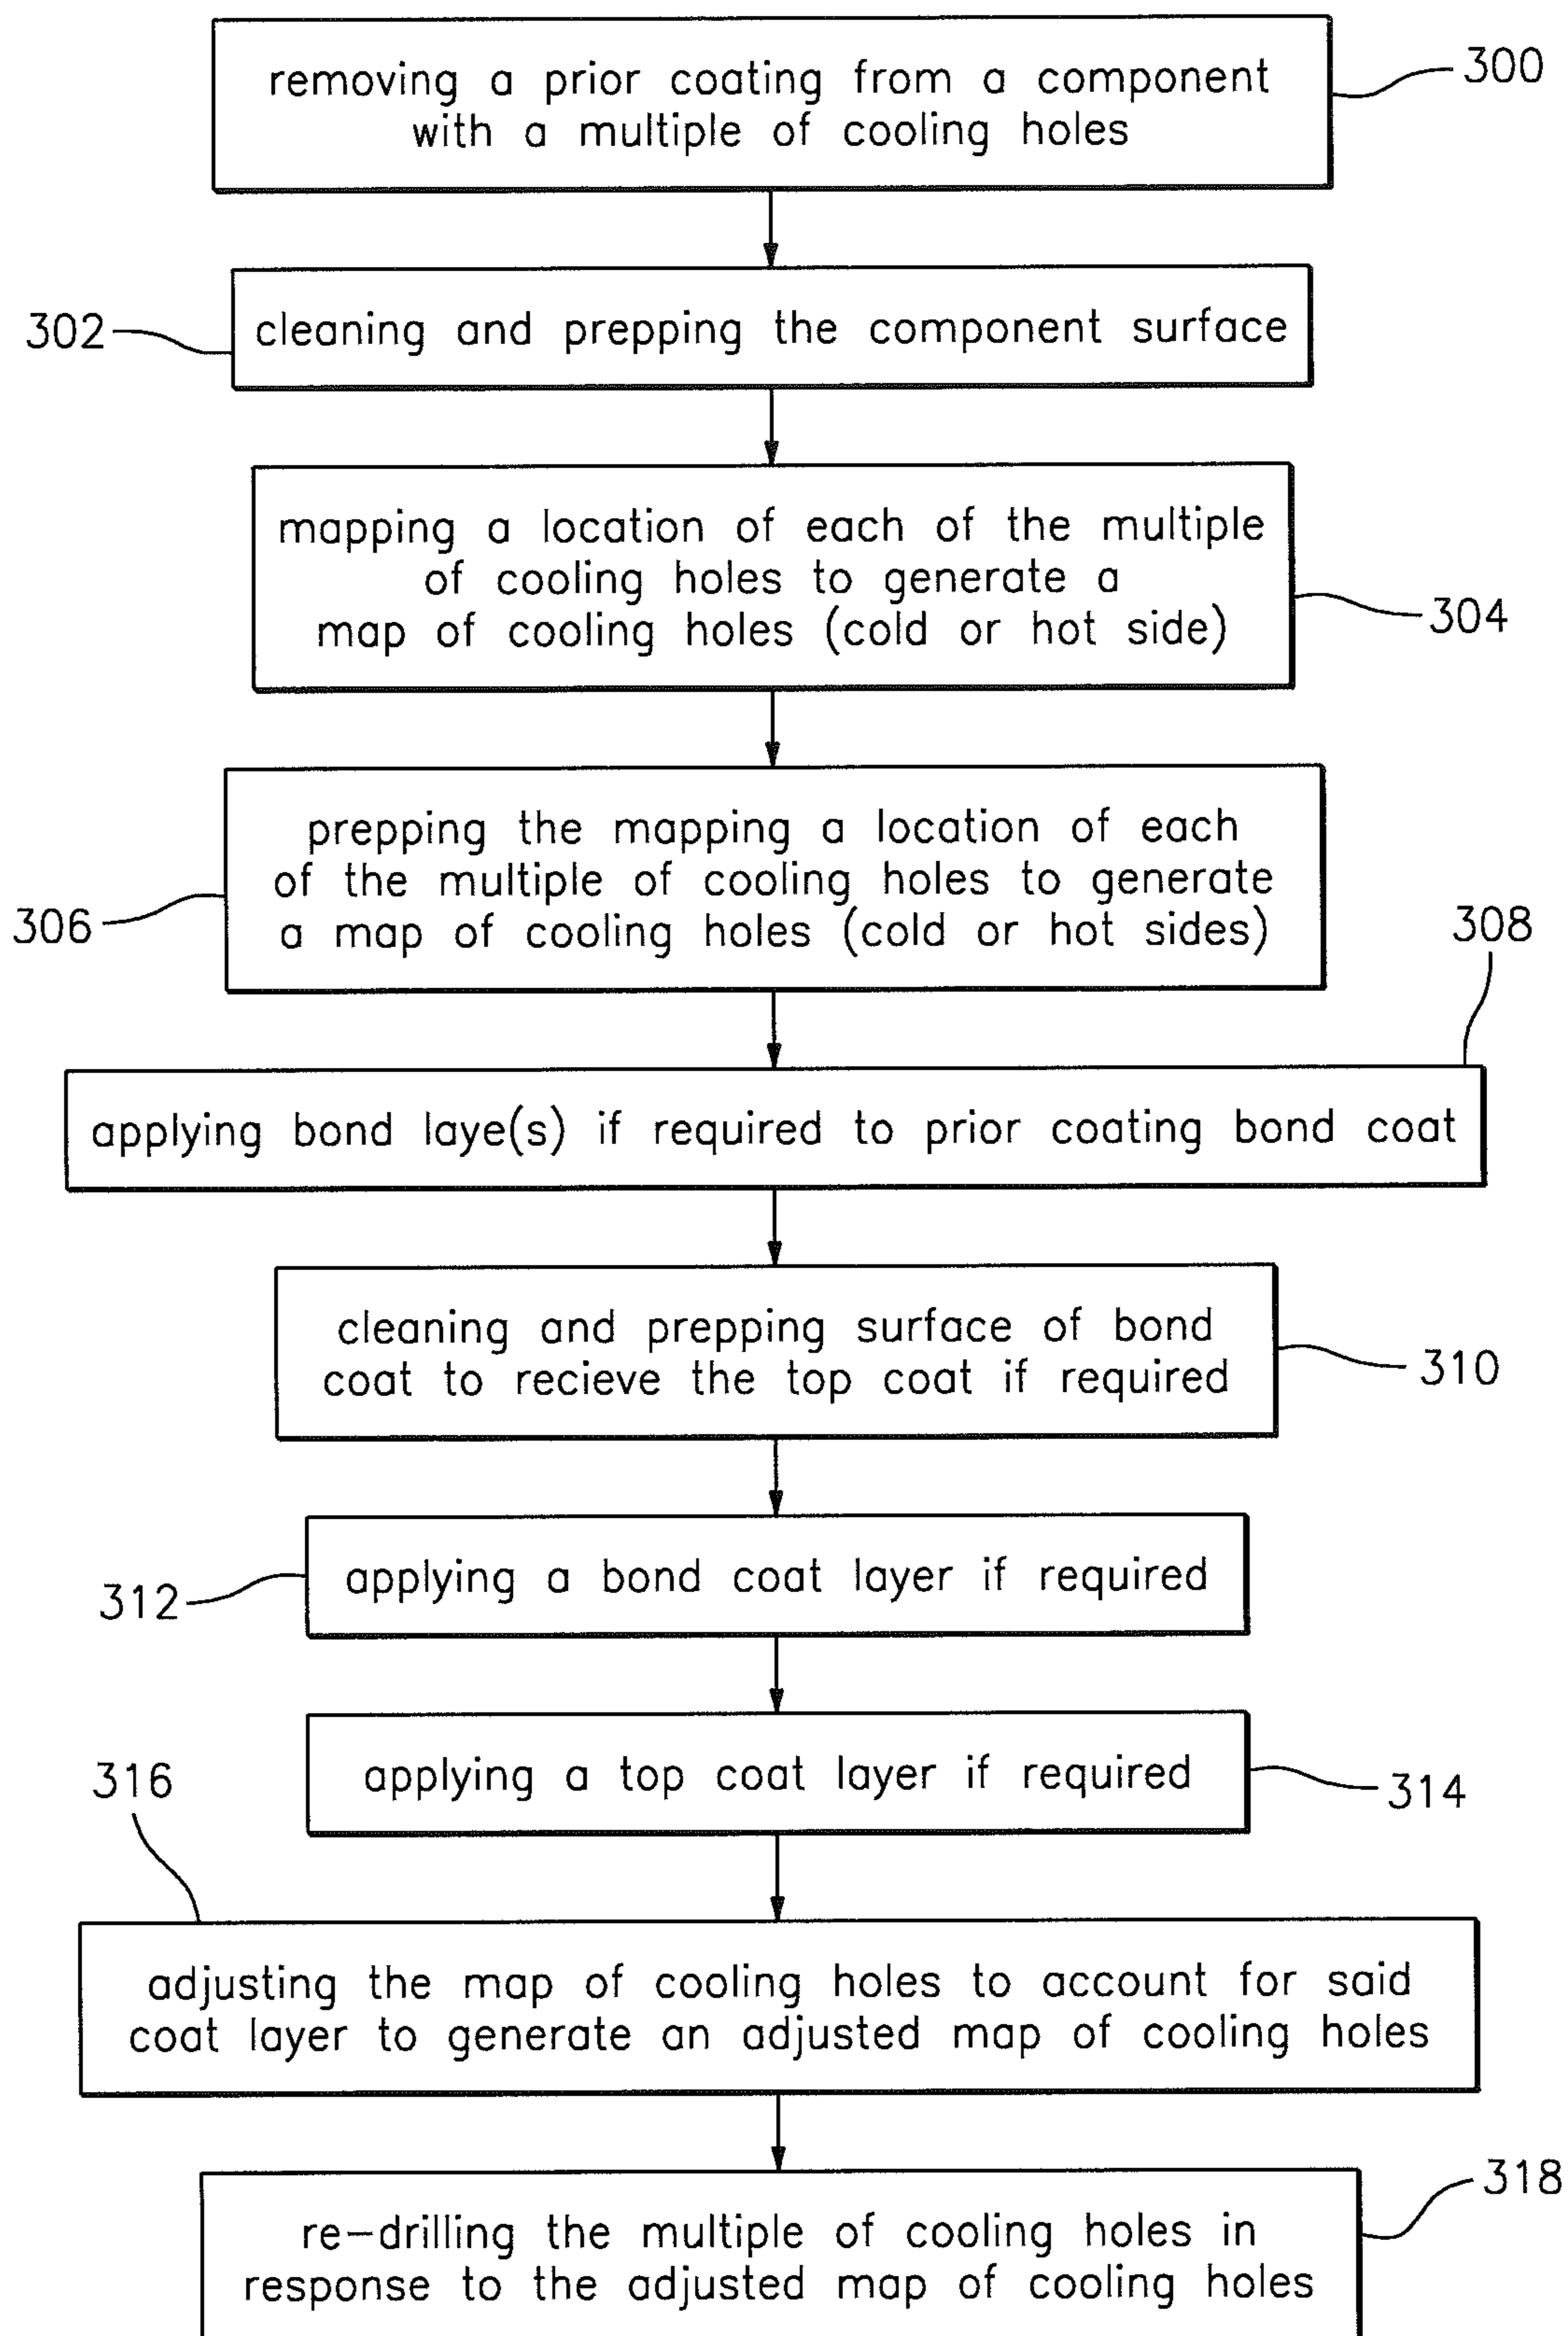 removing a prior coating from a component
with a multiple of cooling holes
300
302
cleaning and prepping the component surface
mapping a location of each of the multiple
of cooling holes to generate a
map of cooling holes (cold or hot side)
304
prepping the mapping a location of each
of the multiple of cooling holes to generate
a map of cooling holes (cold or hot sides)
306
308
applying bond laye(s) if required to prior coating bond coat
cleaning and prepping surface of bond
coat to recieve the top coat if required
310
312
applying a bond coat layer if required
applying a top coat layer if required
314
316
adjusting the map of cooling holes to account for said
coat layer to generate an adjusted map of cooling holes
318
re-drilling the multiple of cooling holes in
response to the adjusted map of cooling holes